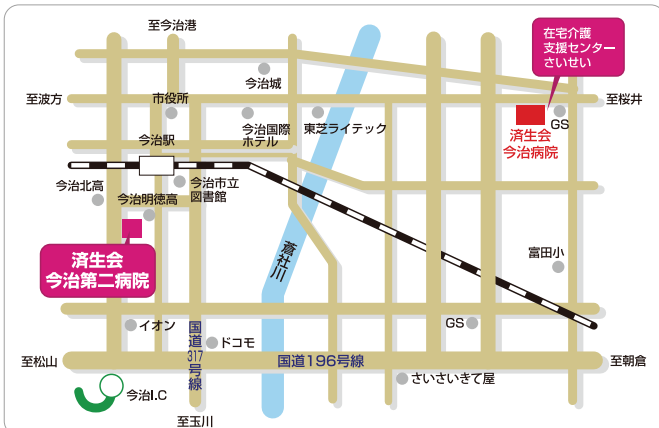 至今治港
在宅介護
支援センター
さいせい
今治城
至波方
市役所
至桜井
GS
今治国際
ホテル
東芝ライテック
済生会
今治病院
今治駅
今治市立
図書館
今治北高
今治明徳高
済生会
今治第二病院
蒼社川
富田小
イオン
国道317号線
ドコモ
GS
至松山
国道196号線
至朝倉
さいさいきて屋
今治I.C
至玉川